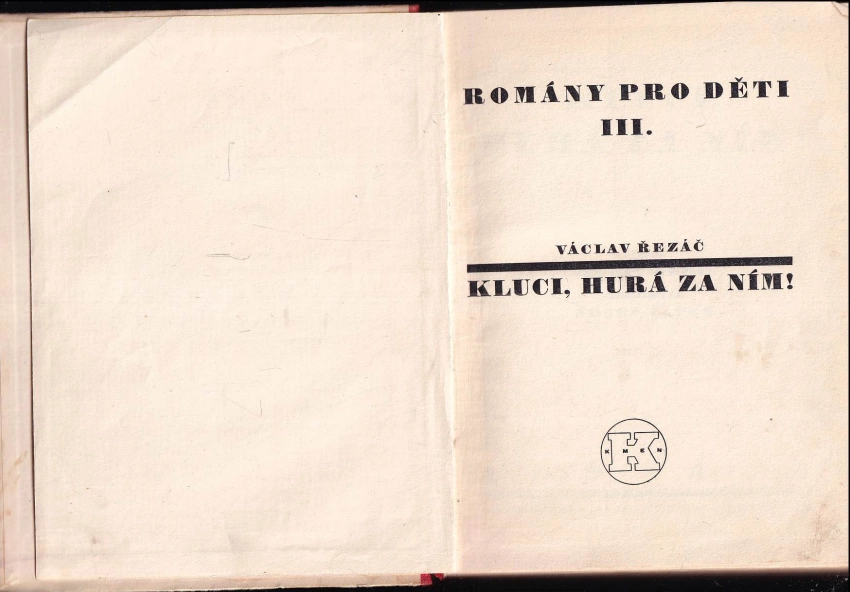 ROMÁNY PRO DĚTI
III.
VÁCLAV ŘEZÁČ
KLUCI, HURÁ ZA NÍM!
K
KMEN